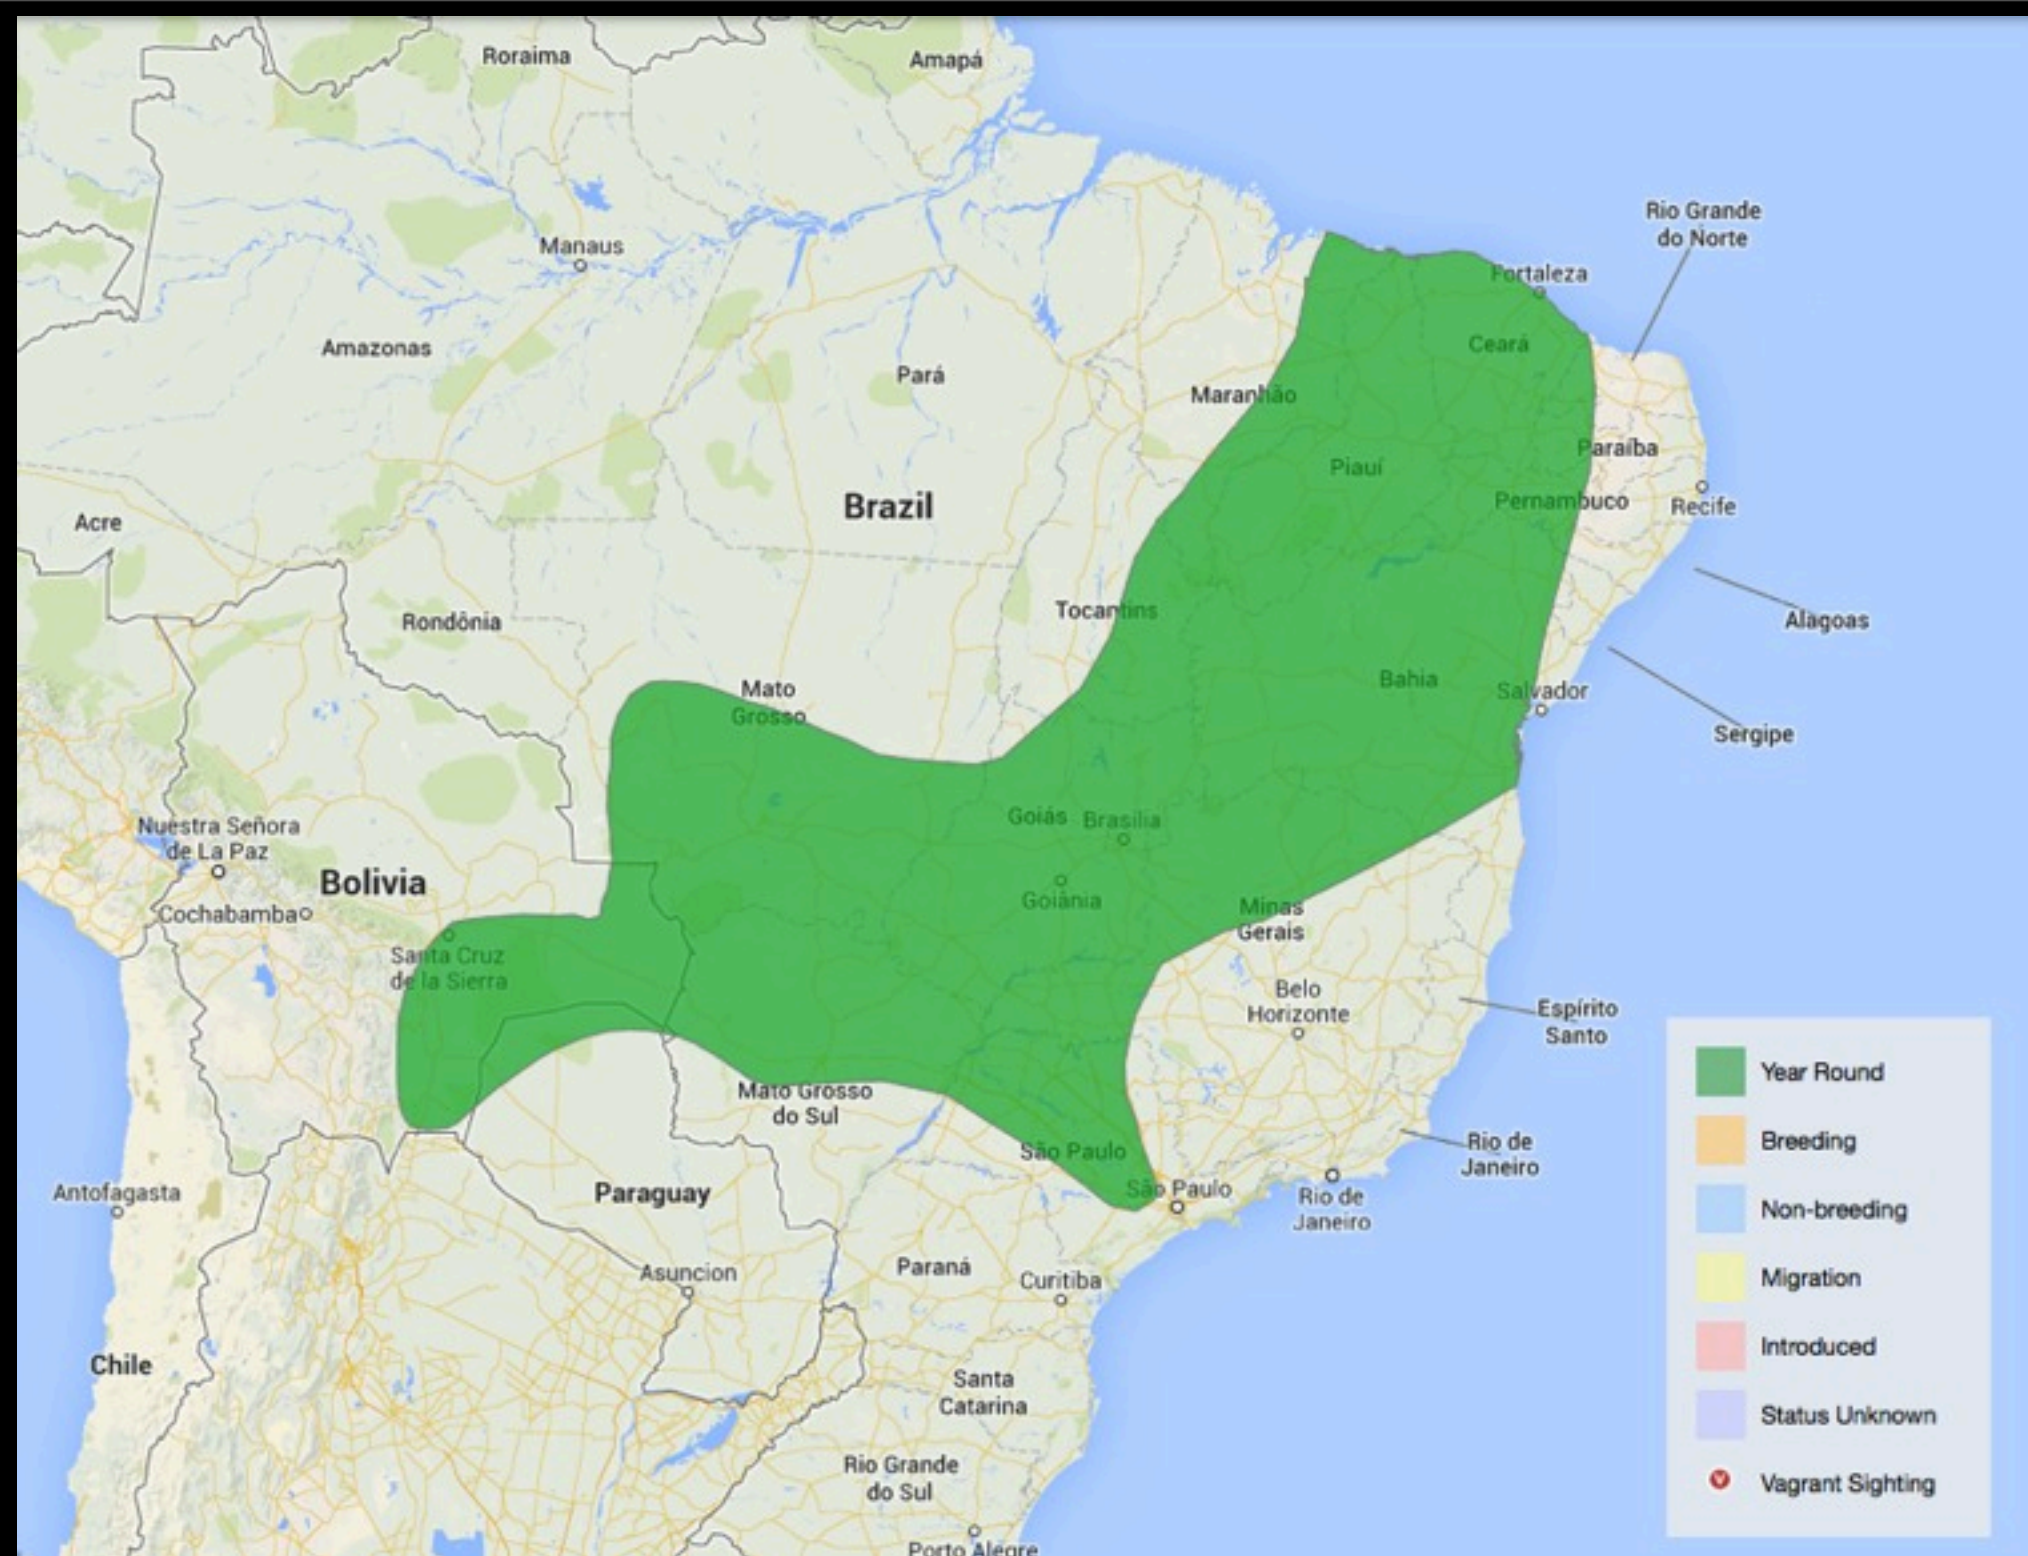 Roraima
Amapá
Rio Grande
do Norte
Manaus
Fortaleza
Amazonas
Ceará
Pará
Maranhão
Paraíba
Piauí
Brazil
Pernambuco
Recife
Acre
Tocantins
Alagoas
Rondônia
Bahia
Salvador
Mato
Grosso
Sergipe
Goiás
Brasilia
Nuestra Señora
de La Paz
Bolivia
Cochabamba
Goiânia
Minas
Gerais
Santa Cruz
de la Sierra
Belo
Horizonte
Espírito
Santo
Mato Grosso
do Sul
São Paulo
Rio de
Janeiro
Antofagasta
Paraguay
São Paulo
Rio de
Janeiro
Asuncion
Paraná
Curitiba
Chile
Santa
Catarina
Rio Grande
do Sul
Porto Alegre
Year Round
Breeding
Non-breeding
Migration
Introduced
Status Unknown
V
Vagrant Sighting